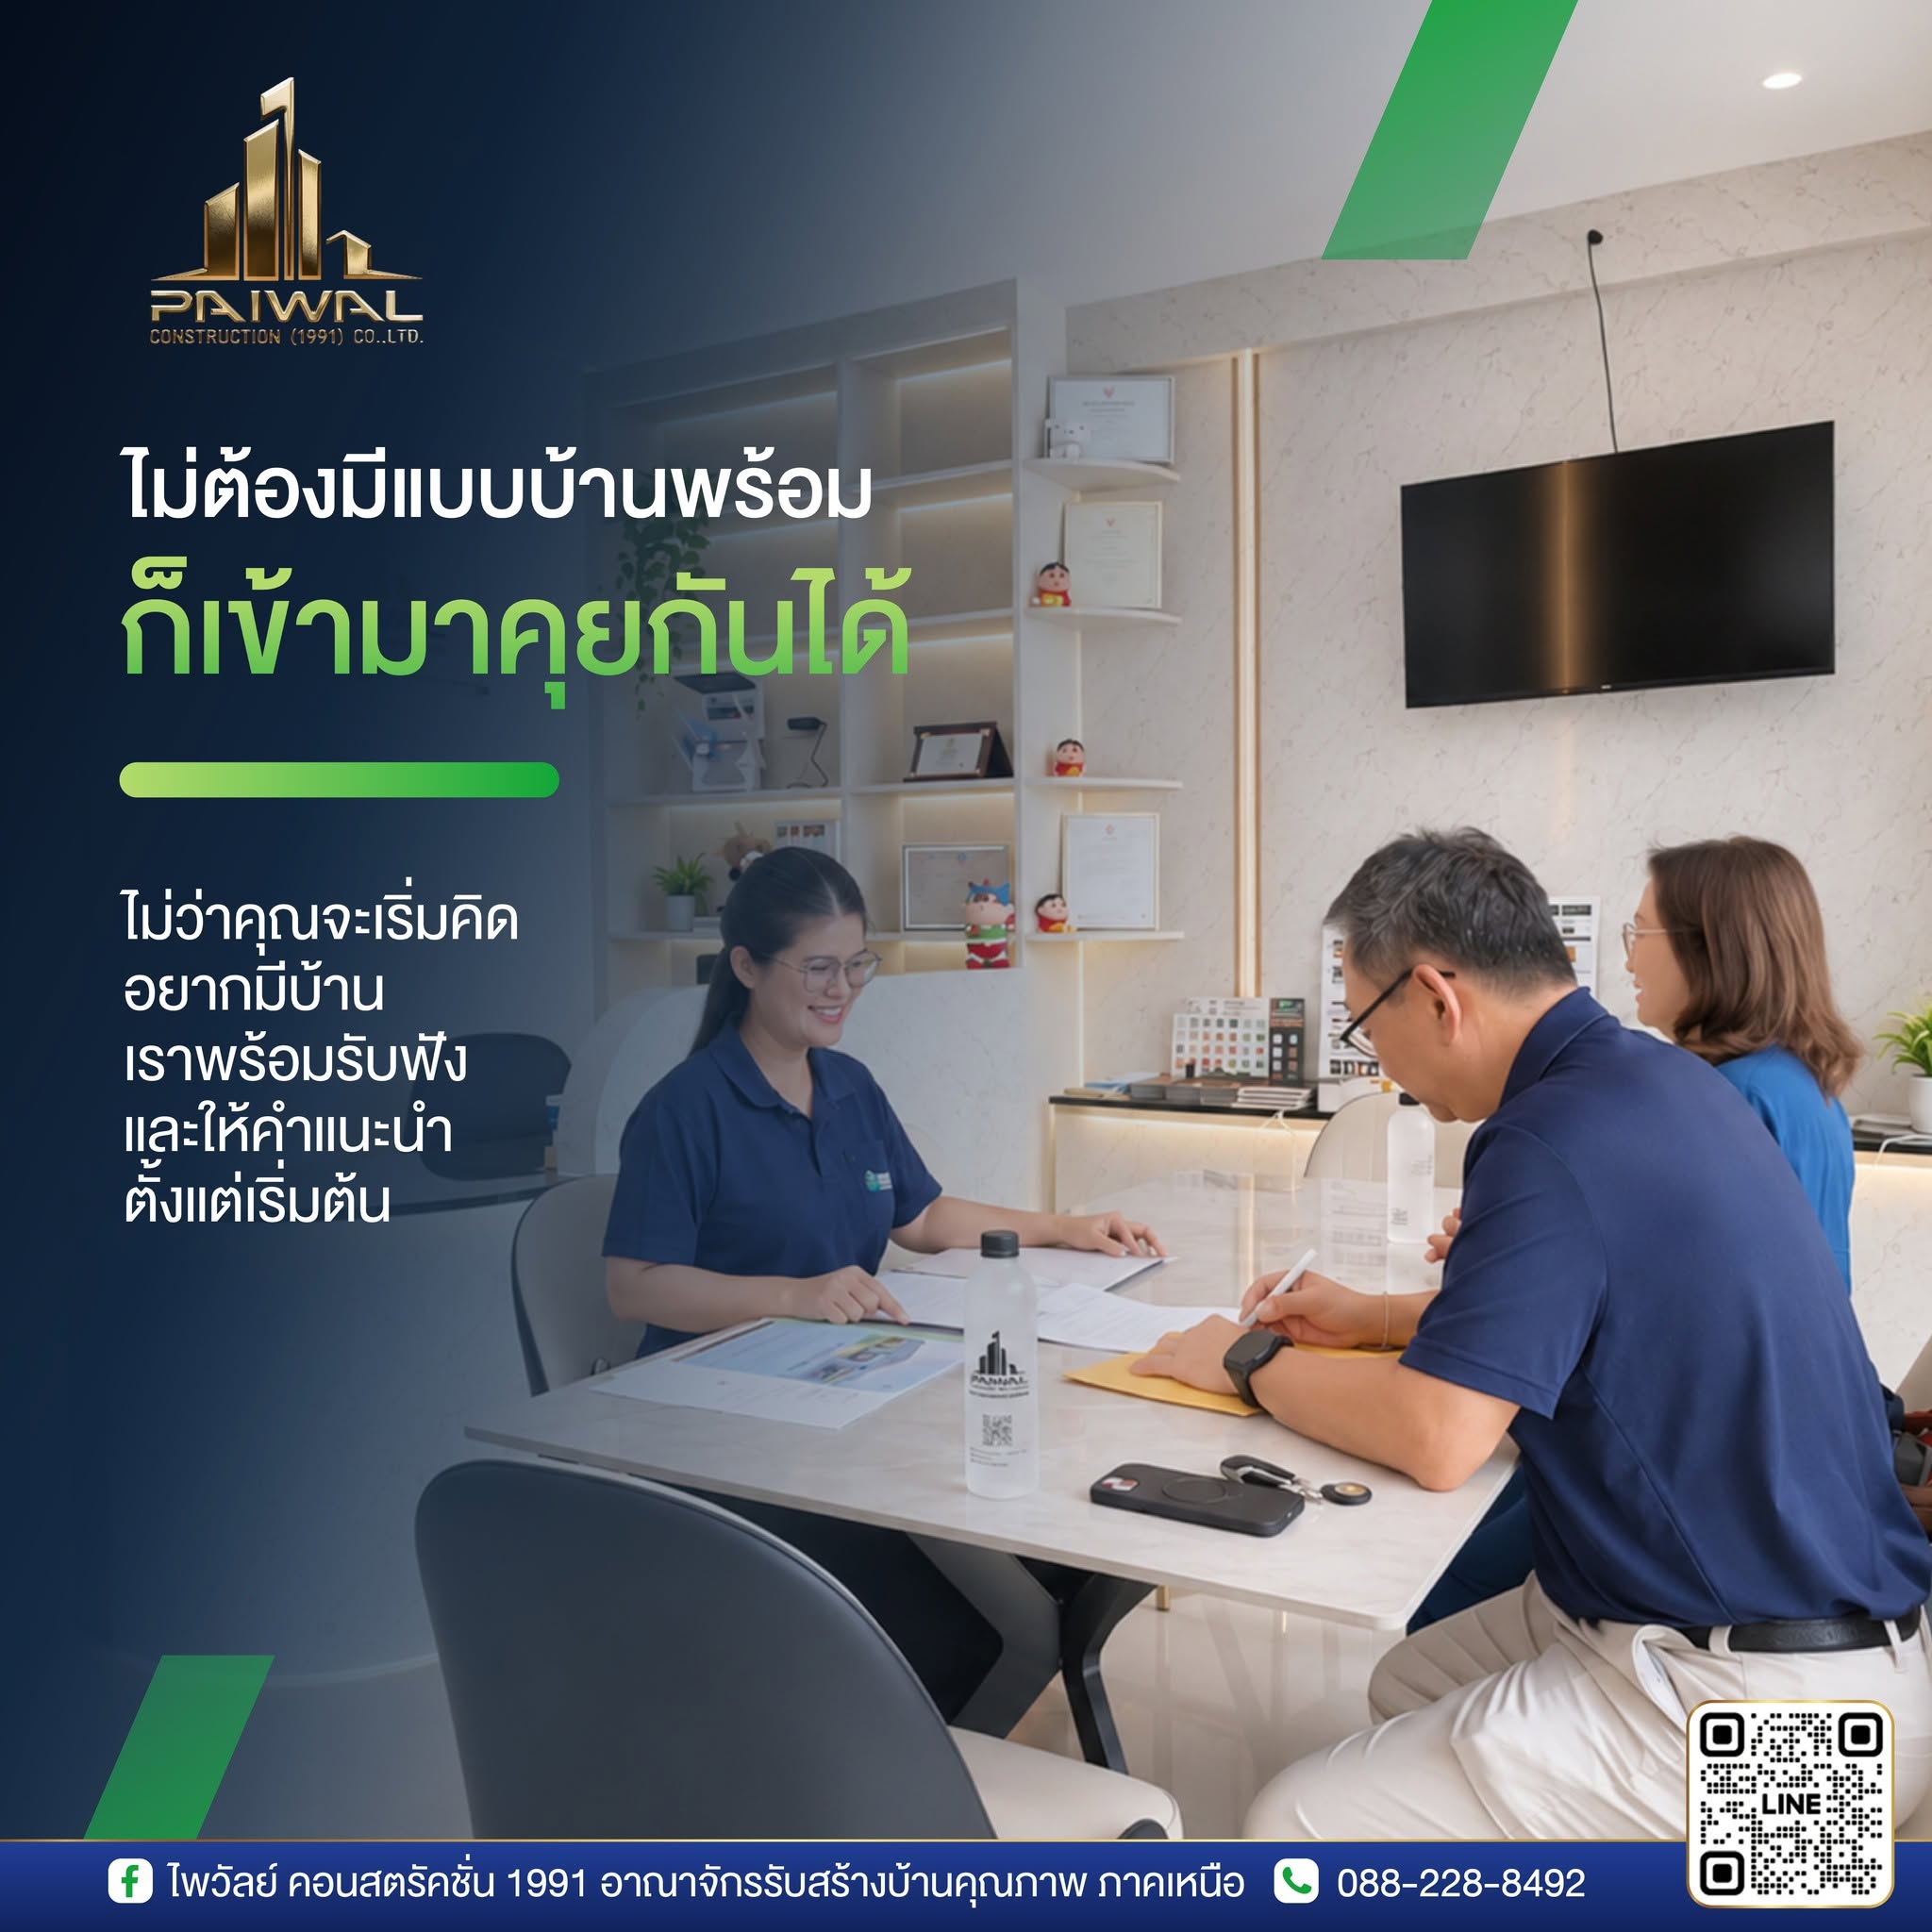 PAIWAL
CONSTRUCTION (1991) CO.,LTD.
ไม่ต้องมีแบบบ้านพร้อม
ก็เข้ามาคุยกันได้
ไม่ว่าคุณจะเริ่มคิด
อยากมีบ้าน
เราพร้อมรับฟัง
และให้คำแนะนำ
ตั้งแต่เริ่มต้น
PAIWAL
LINE
ไพวัลย์ คอนสตรัคชั่น 1991 อาณาจักรรับสร้างบ้านคุณภาพ ภาคเหนือ
088-228-8492